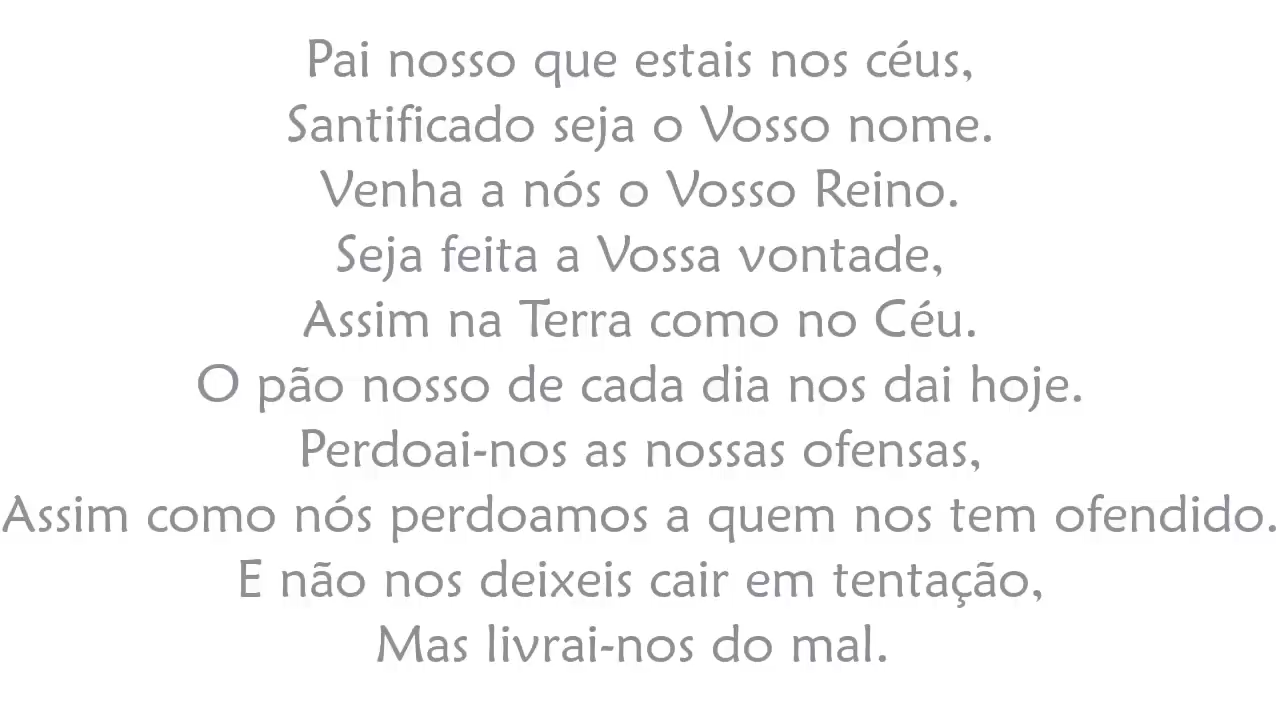 Pai nosso que estais nos céus,
Santificado seja o Vosso nome.
Venha a nós o Vosso Reino.
Seja feita a Vossa vontade,
Assim na Terra como no Céu.
O pão nosso de cada dia nos dai hoje.
Perdoai-nos as nossas ofensas,
Assim como nós perdoamos a quem nos tem ofendido.
E não nos deixeis cair em tentação,
Mas livrai-nos do mal.